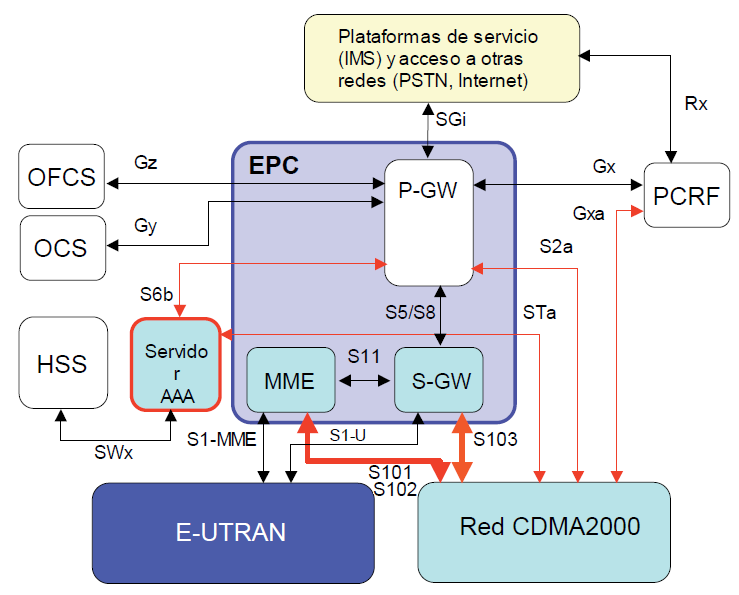 Plataformas de servicio
(IMS) y acceso a otras
redes (PSTN, Internet)
Rx
SGi
EPC
OFCS
Gz
P-GW
Gx
PCRF
Gxa
OCS
Gy
S2a
S6b
S5/S8
STa
HSS
Servido
r
AAA
MME
S11
S-GW
SWx
S1-MME
S1-U
S103
S101
S102
E-UTRAN
Red CDMA2000